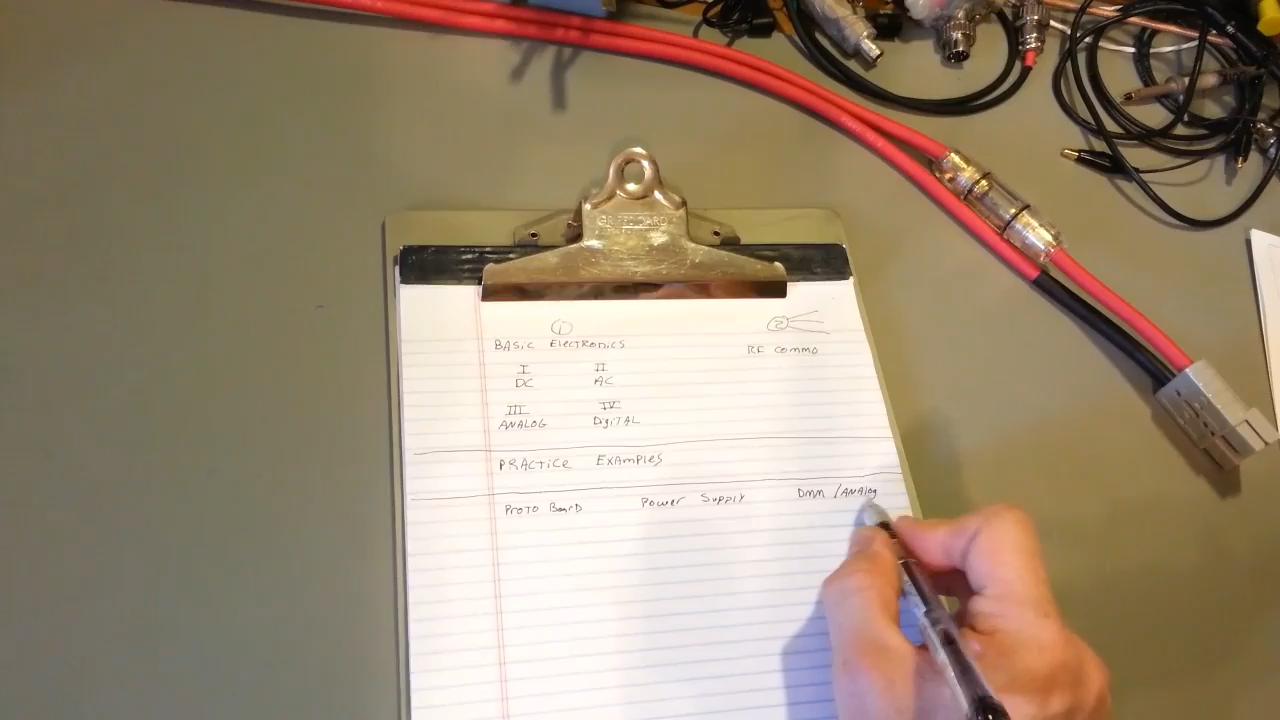 ① ②
BASIC ELECTRONICS RF COMMO
I II
DC AC
III IV
ANALOG DIGITAL
PRACTICE EXAMPLES
PROTO BOARD POWER SUPPLY DMM / ANALOG